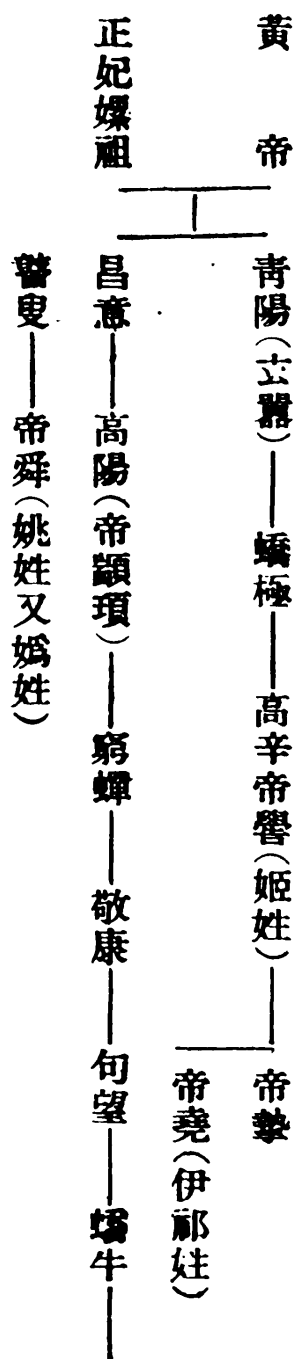 黃帝
正妃嫘祖
靑陽(玄囂)——蟜極——高辛帝嚳(姬姓)——帝摯
帝堯(伊祁姓)
昌意——高陽(帝顓頊)——窮蟬——敬康——句望——蟜牛——
瞽叟——帝舜(姚姓又嬀姓)